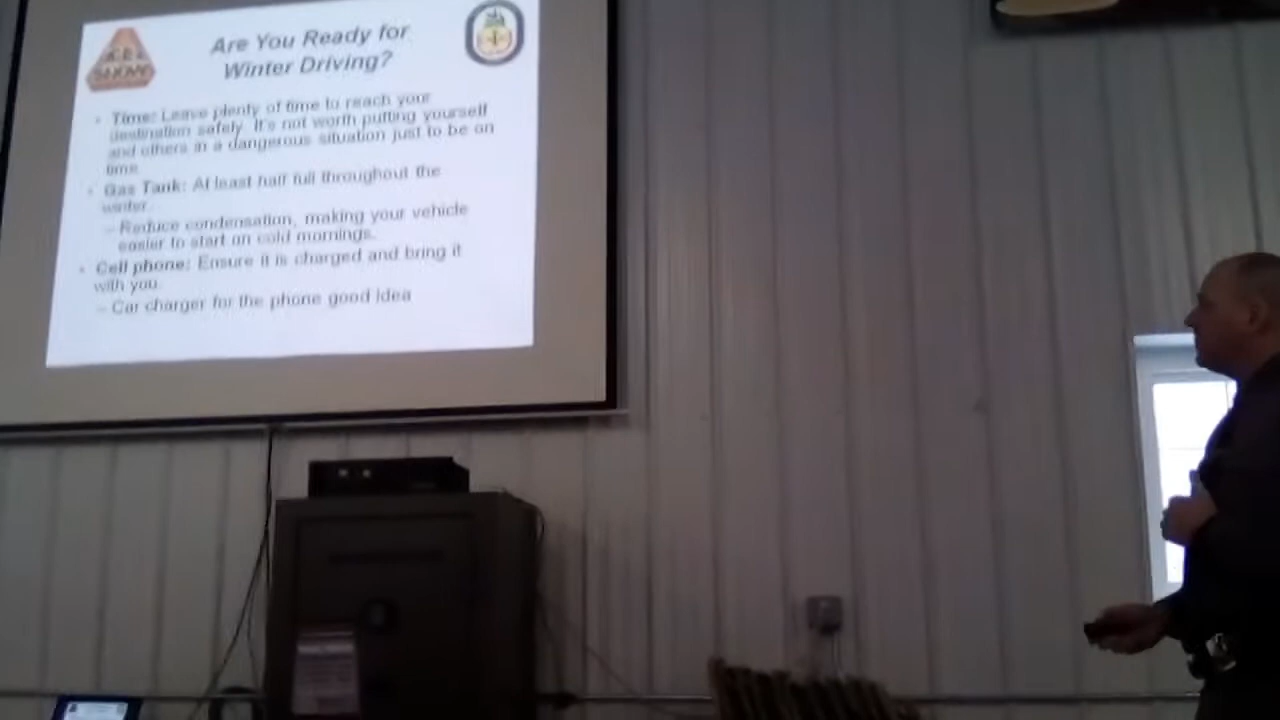 ICE &
SNOW
Are You Ready for
Winter Driving?
• Time: Leave plenty of time to reach your
destination safely. It's not worth putting yourself
and others in a dangerous situation just to be on
time.
• Gas Tank: At least half full throughout the
winter.
– Reduce condensation, making your vehicle
easier to start on cold mornings.
• Cell phone: Ensure it is charged and bring it
with you.
– Car charger for the phone good idea